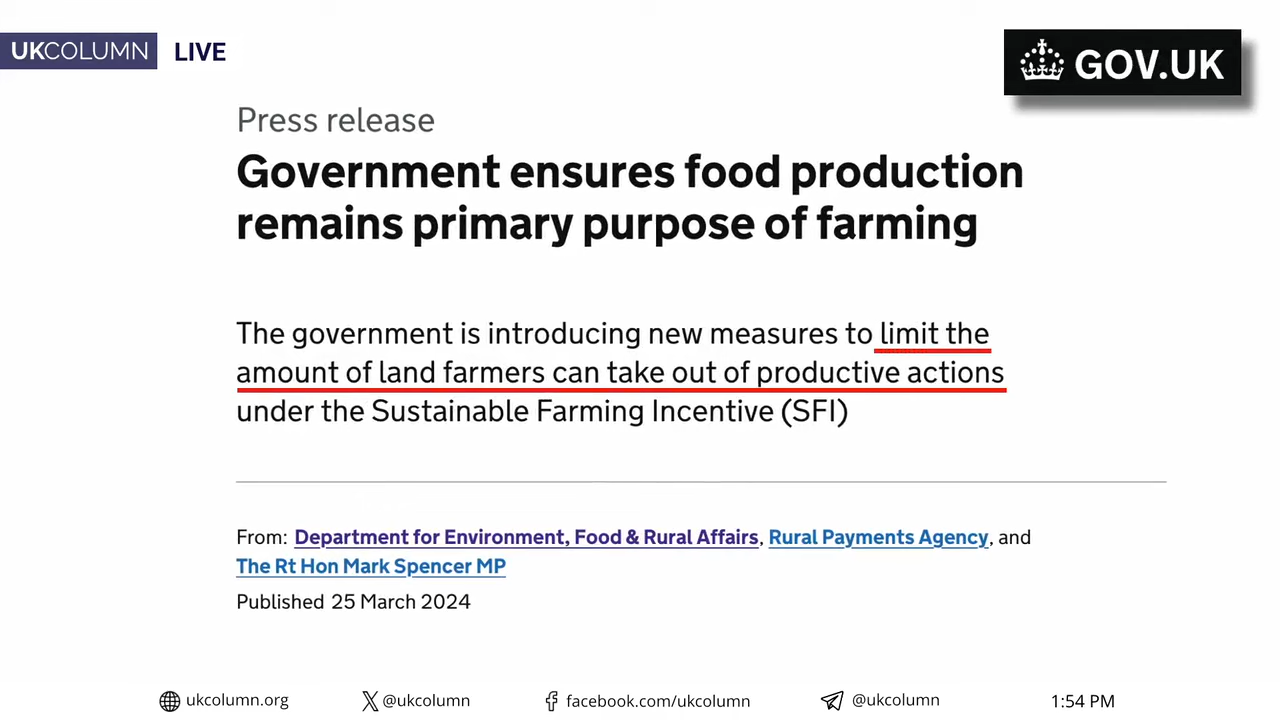 UKCOLUMN LIVE
GOV.UK
Press release
Government ensures food production
remains primary purpose of farming
The government is introducing new measures to limit the
amount of land farmers can take out of productive actions
under the Sustainable Farming Incentive (SFI)
From: Department for Environment, Food & Rural Affairs, Rural Payments Agency, and
The Rt Hon Mark Spencer MP
Published 25 March 2024
ukcolumn.org @ukcolumn facebook.com/ukcolumn @ukcolumn 1:54 PM